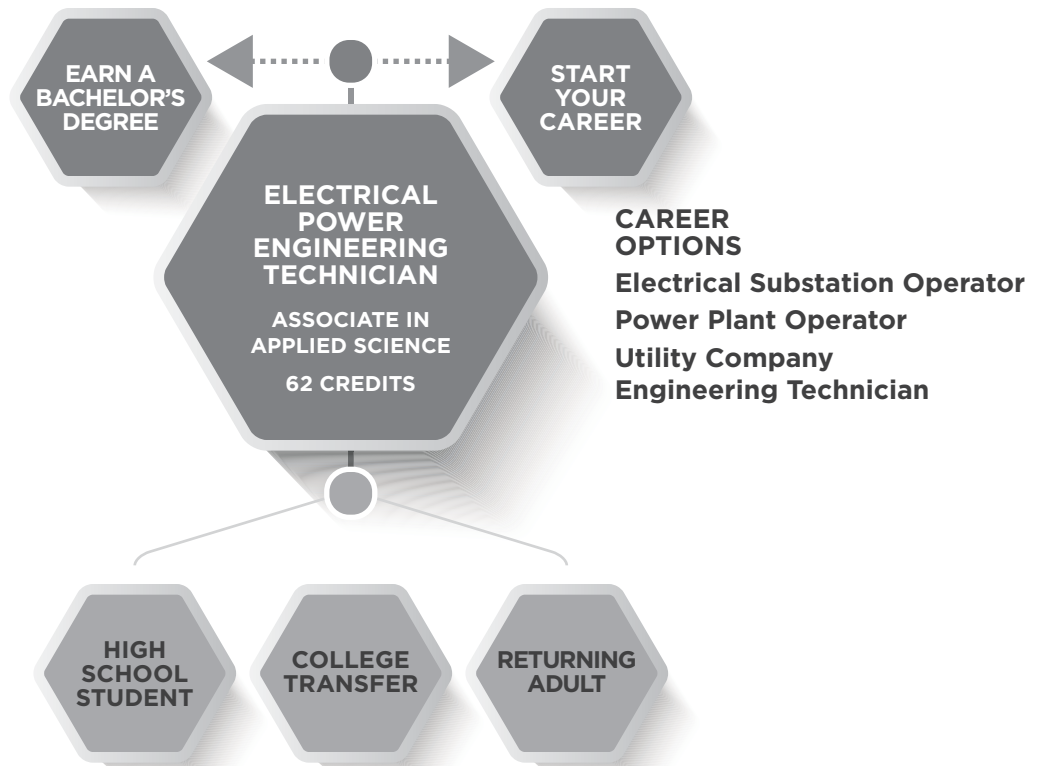 EARN A
BACHELOR'S
DEGREE
START
YOUR
CAREER
ELECTRICAL
POWER
ENGINEERING
TECHNICIAN
ASSOCIATE IN
APPLIED SCIENCE
62 CREDITS
CAREER
OPTIONS
Electrical Substation Operator
Power Plant Operator
Utility Company
Engineering Technician
HIGH
SCHOOL
STUDENT
COLLEGE
TRANSFER
RETURNING
ADULT